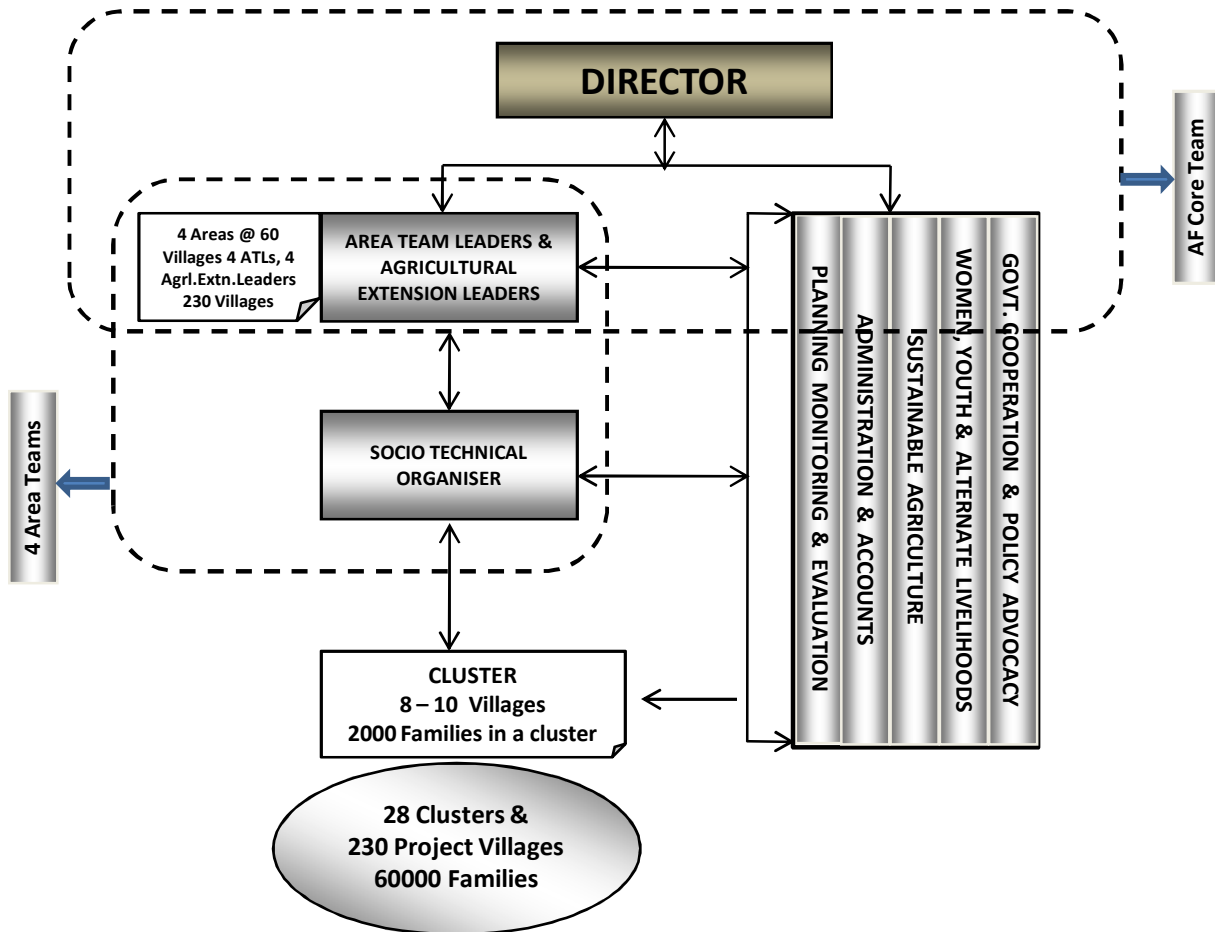 DIRECTOR
AF Core Team
4 Areas @ 60
Villages 4 ATLs, 4
Agrl.Extn.Leaders
230 Villages
AREA TEAM LEADERS &
AGRICULTURAL
EXTENSION LEADERS
PLANNING MONITORING & EVALUATION
ADMINISTRATION & ACCOUNTS
SUSTAINABLE AGRICULTURE
WOMEN, YOUTH & ALTERNATE LIVELIHOODS
GOVT. COOPERATION & POLICY ADVOCACY
4 Area Teams
SOCIO TECHNICAL
ORGANISER
CLUSTER
8 – 10 Villages
2000 Families in a cluster
28 Clusters &
230 Project Villages
60000 Families